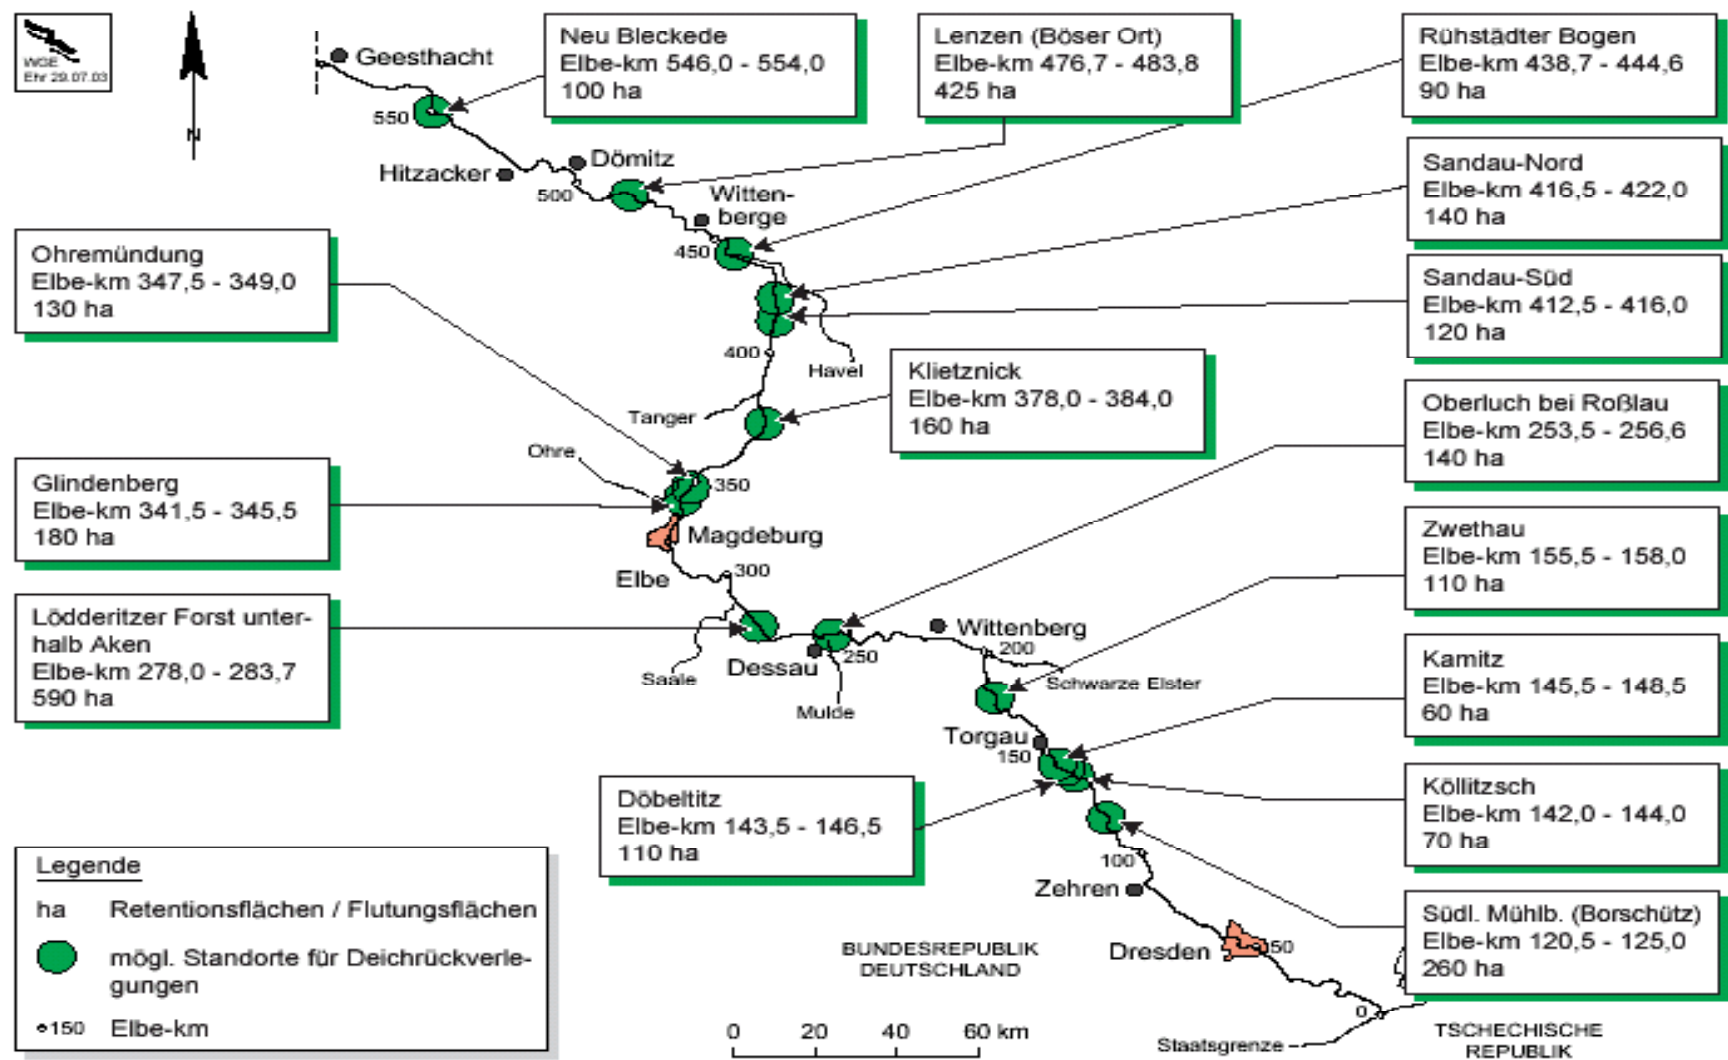 WGE
Ehr 29.07.03
N
Geesthacht
Neu Bleckede
Elbe-km 546,0 - 554,0
100 ha
Lenzen (Böser Ort)
Elbe-km 476,7 - 483,8
425 ha
Rühstädter Bogen
Elbe-km 438,7 - 444,6
90 ha
550
Hitzacker
Dömitz
500
Witten-
berge
450
Sandau-Nord
Elbe-km 416,5 - 422,0
140 ha
Ohremündung
Elbe-km 347,5 - 349,0
130 ha
Sandau-Süd
Elbe-km 412,5 - 416,0
120 ha
400
Havel
Klietznick
Elbe-km 378,0 - 384,0
160 ha
Tanger
Ohre
350
Oberluch bei Roßlau
Elbe-km 253,5 - 256,6
140 ha
Glindenberg
Elbe-km 341,5 - 345,5
180 ha
Magdeburg
Elbe
300
Zwethau
Elbe-km 155,5 - 158,0
110 ha
Lödderitzer Forst unter-
halb Aken
Elbe-km 278,0 - 283,7
590 ha
Saale
Dessau
250
Mulde
Wittenberg
200
Schwarze Elster
Kamitz
Elbe-km 145,5 - 148,5
60 ha
Torgau
150
Döbeltitz
Elbe-km 143,5 - 146,5
110 ha
Köllitzsch
Elbe-km 142,0 - 144,0
70 ha
100
Zehren
Südl. Mühlb. (Borschütz)
Elbe-km 120,5 - 125,0
260 ha
Dresden
50
BUNDESREPUBLIK
DEUTSCHLAND
0
Staatsgrenze
TSCHECHISCHE
REPUBLIK
Legende
ha Retentionsflächen / Flutungsflächen
mögl. Standorte für Deichrückverle-
gungen
150 Elbe-km
0 20 40 60 km